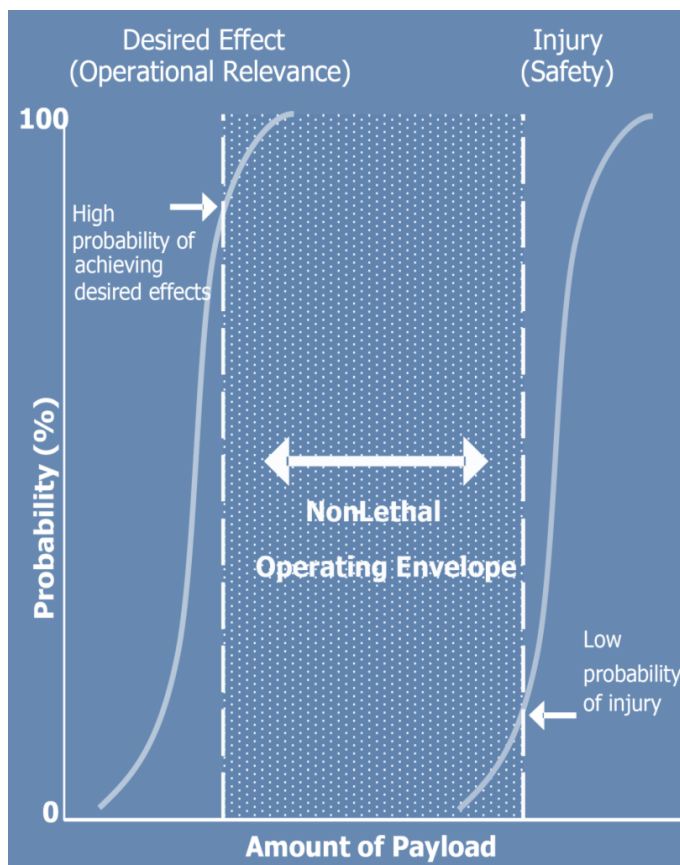 Desired Effect
(Operational Relevance)
Injury
(Safety)
100
High
probability of
achieving
desired effects
NonLethal
Operating Envelope
Low
probability
of injury
Probability (%)
0
Amount of Payload